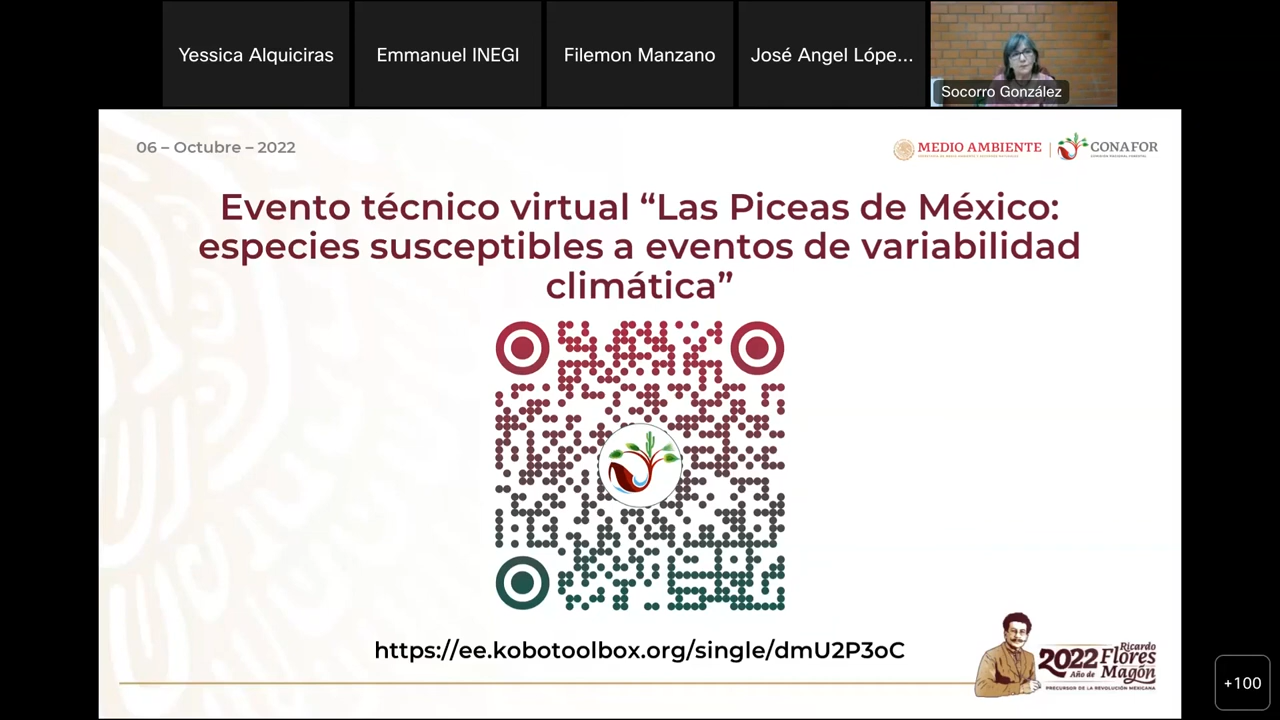 Yessica Alquiciras
Emmanuel INEGI
Filemon Manzano
José Angel Lópe...
Socorro González
06 – Octubre – 2022
MEDIO AMBIENTE
CONAFOR
Evento técnico virtual “Las Piceas de México:
especies susceptibles a eventos de variabilidad
climática”
https://ee.kobotoolbox.org/single/dmU2P3oC
2022 Ricardo
Año de Flores
Magón
PRECURSOR DE LA REVOLUCIÓN MEXICANA
+100